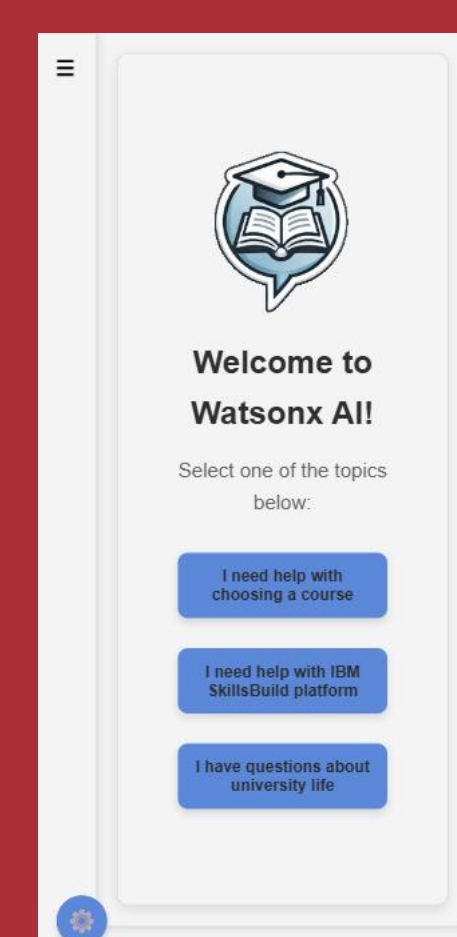 Welcome to
Watsonx AI!
Select one of the topics
below:
I need help with
choosing a course
I need help with IBM
SkillsBuild platform
I have questions about
university life